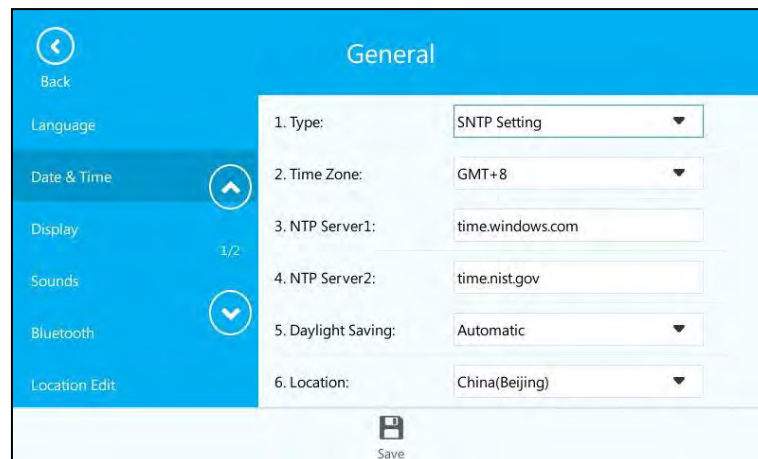 General
Back
Language
Date & Time
Display
1/2
Sounds
Bluetooth
Location Edit
1. Type: SNTP Setting
2. Time Zone: GMT+8
3. NTP Server1: time.windows.com
4. NTP Server2: time.nist.gov
5. Daylight Saving: Automatic
6. Location: China(Beijing)
Save